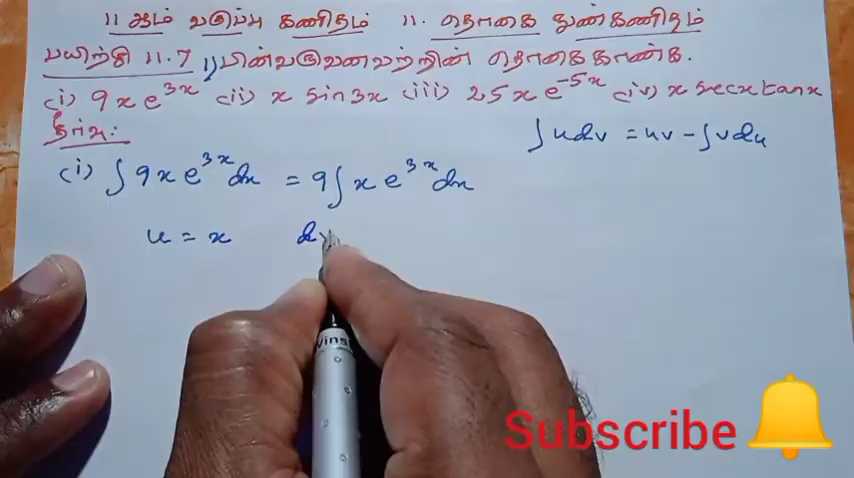 11 ஆம் வகுப்பு கணிதம் 11. தொகை நுண்கணிதம்
பயிற்சி 11.7 1) பின்வருவனவற்றின் தொகை காண்க.
(i) 9xe^{3x} (ii) x sin3x (iii) 25xe^{-5x} (iv) x secx tanx
தீர்வு:-
∫udv = uv - ∫vdu
(i) ∫9xe^{3x}dx = 9∫xe^{3x}dx
u = x dv
Subscribe